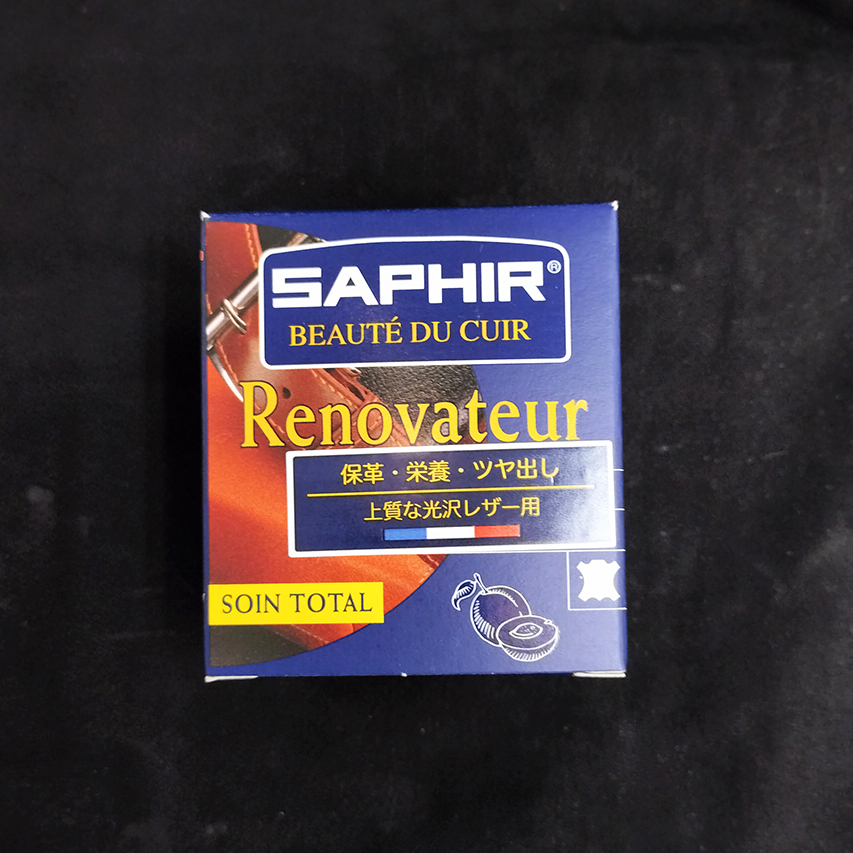 SAPHIR®
BEAUTÉ DU CUIR
Renovateur
保革・栄養・ツヤ出し
上質な光沢レザー用
SOIN TOTAL